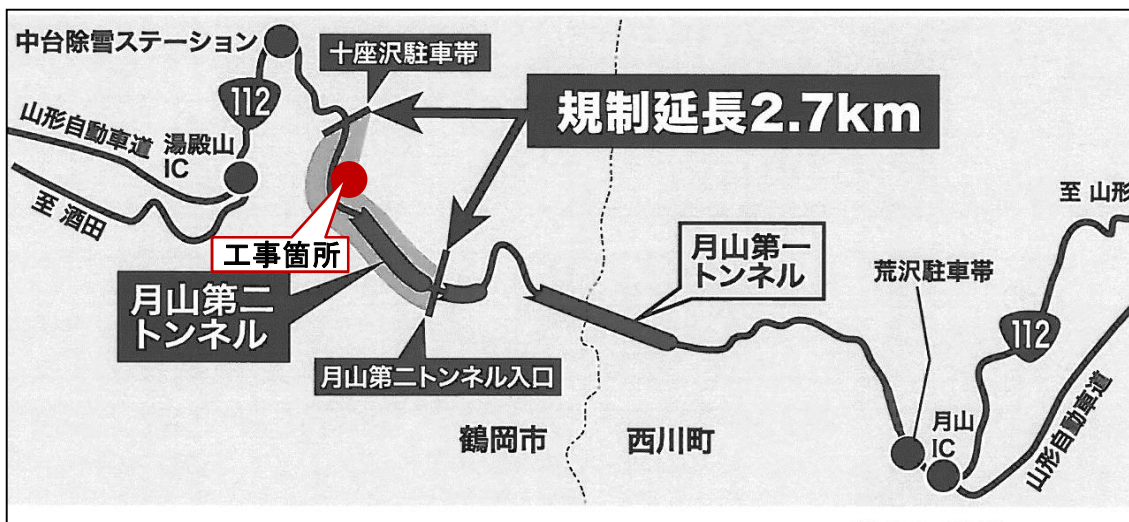 中台除雪ステーション
十座沢駐車帯
112
規制延長2.7km
山形自動車道
湯殿山
IC
至 酒田
工事箇所
月山第二
トンネル
月山第二トンネル入口
月山第一
トンネル
至 山形
荒沢駐車帯
112
月山
IC
山形自動車道
鶴岡市
西川町